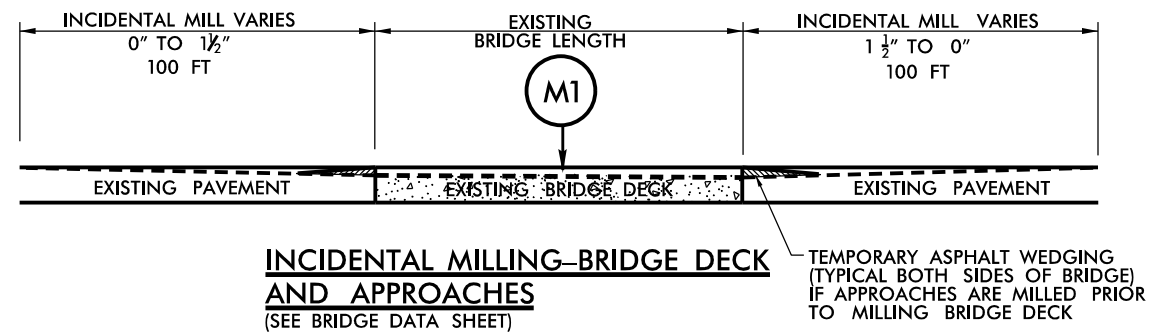 INCIDENTAL MILL VARIES
0" TO 1½"
100 FT
EXISTING
BRIDGE LENGTH
INCIDENTAL MILL VARIES
1 ½" TO 0"
100 FT
M1
EXISTING PAVEMENT
EXISTING BRIDGE DECK
EXISTING PAVEMENT
INCIDENTAL MILLING–BRIDGE DECK
AND APPROACHES
(SEE BRIDGE DATA SHEET)
TEMPORARY ASPHALT WEDGING
(TYPICAL BOTH SIDES OF BRIDGE)
IF APPROACHES ARE MILLED PRIOR
TO MILLING BRIDGE DECK